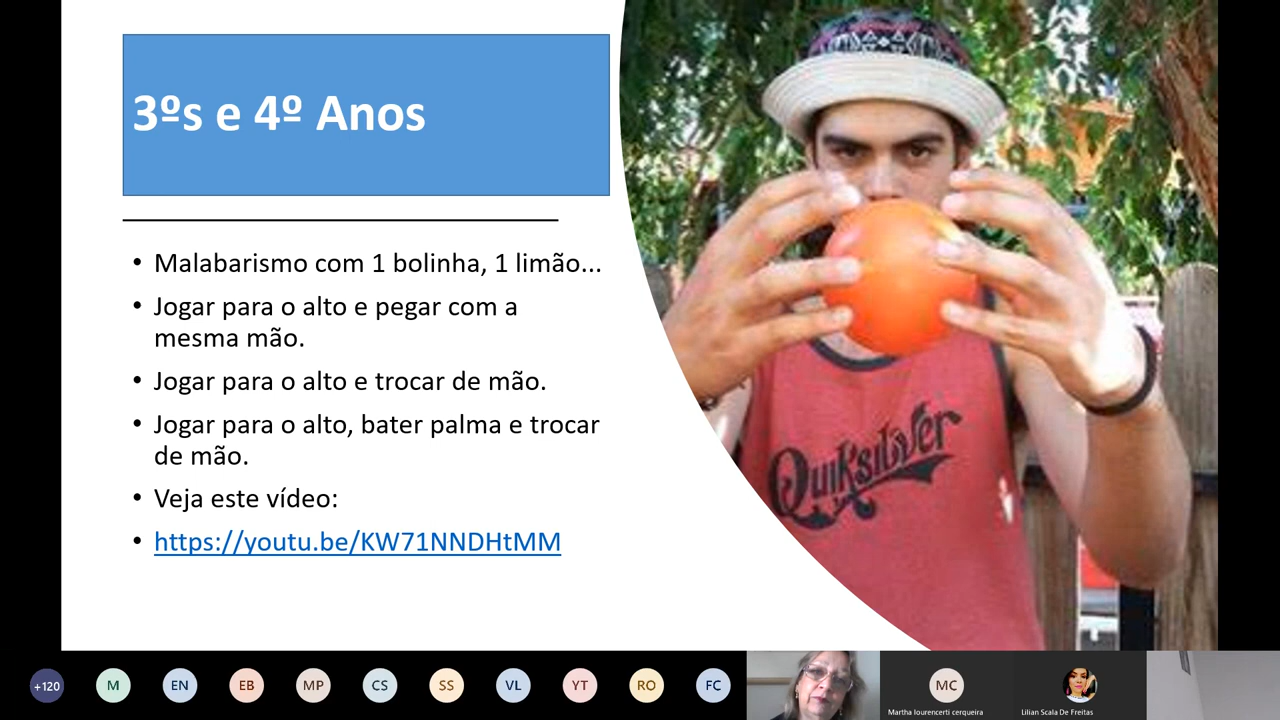 3ºs e 4º Anos
• Malabarismo com 1 bolinha, 1 limão...
• Jogar para o alto e pegar com a
mesma mão.
• Jogar para o alto e trocar de mão.
• Jogar para o alto, bater palma e trocar
de mão.
• Veja este vídeo:
• https://youtu.be/KW71NNDHtMM
Quiksilver
+120 M EN EB MP CS SS VL YT RO FC MC
Martha lourencerti cerqueira Lilían Scala De Freitas